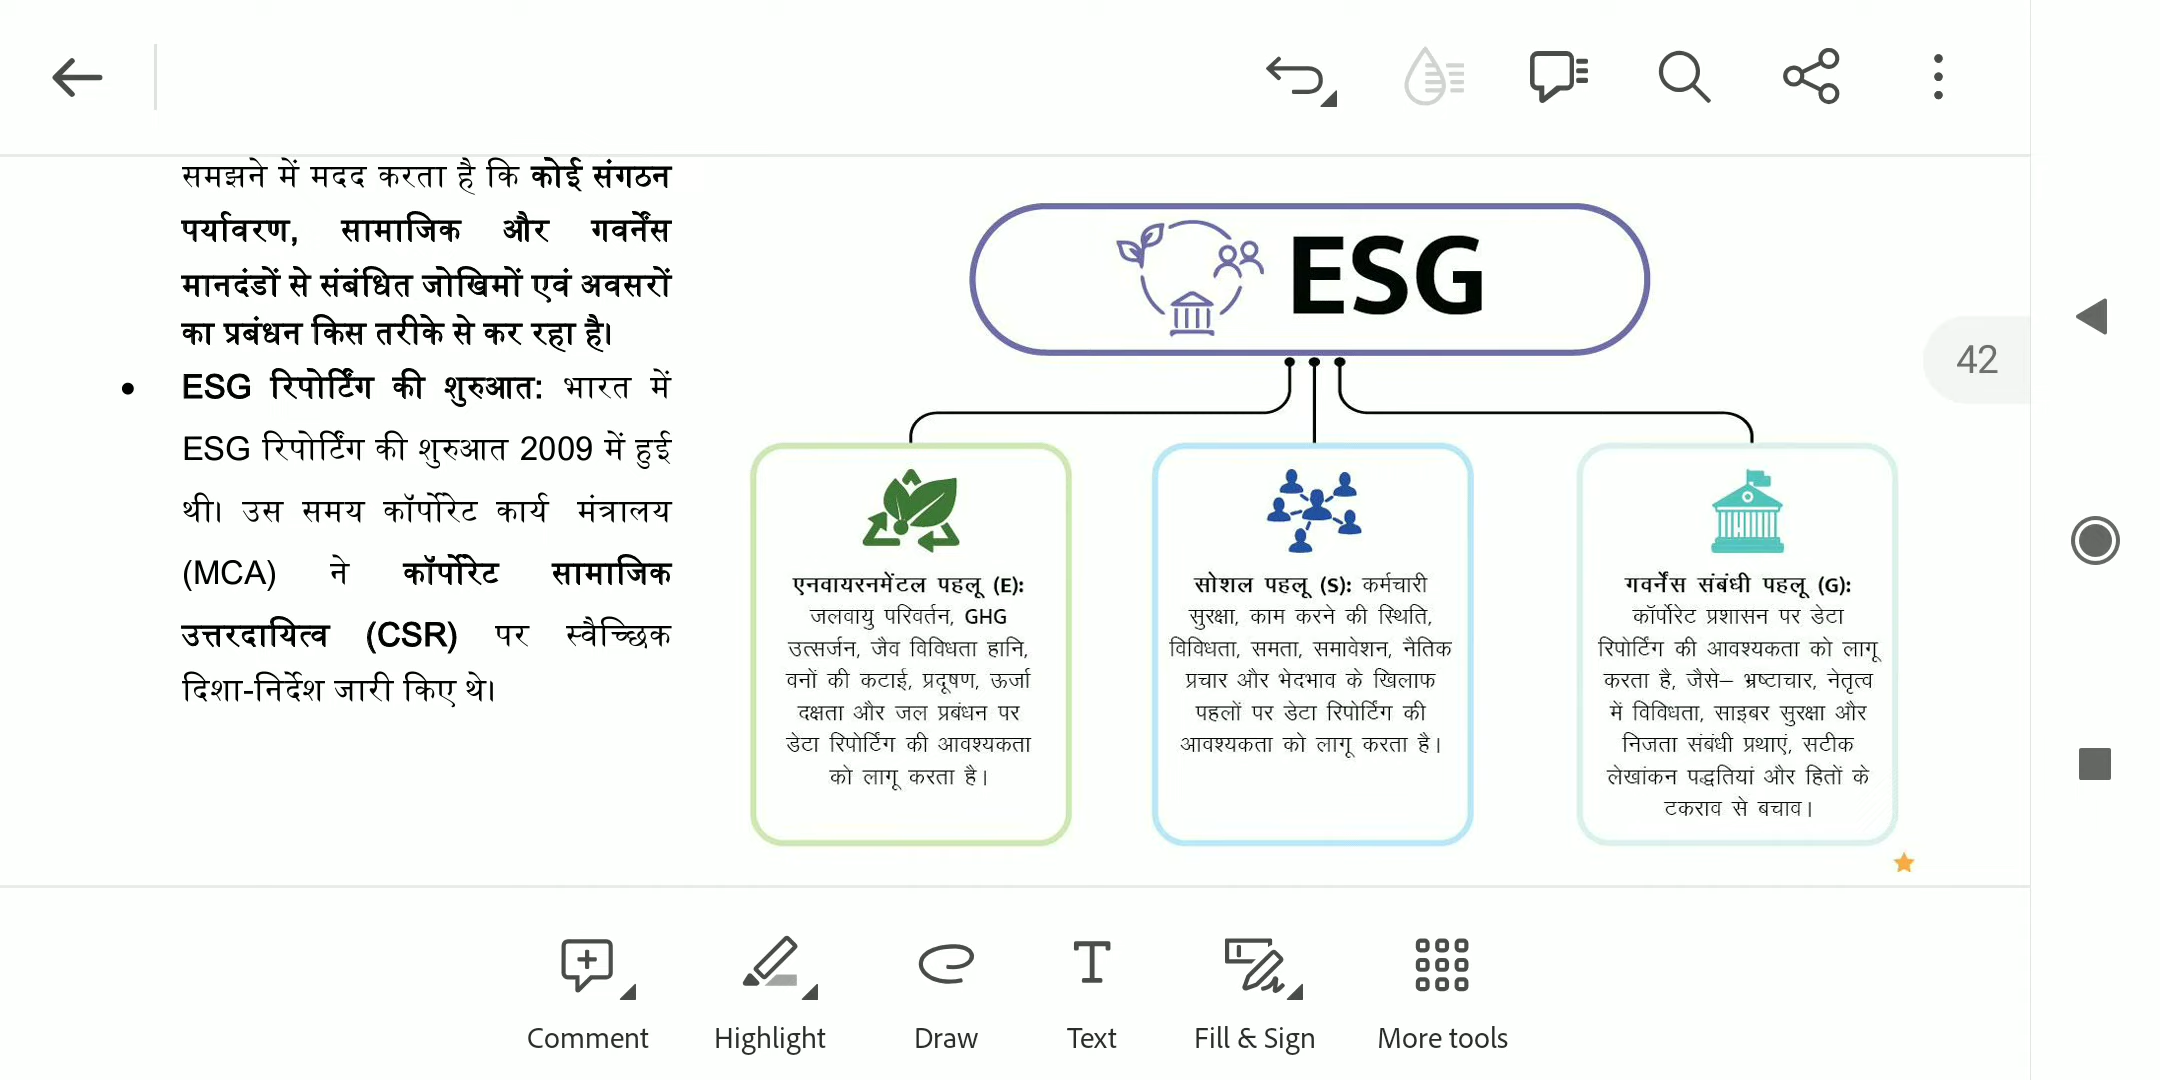 समझने में मदद करता है कि कोई संगठन
पर्यावरण, सामाजिक और गवर्नेंस
मानदंडों से संबंधित जोखिमों एवं अवसरों
का प्रबंधन किस तरीके से कर रहा है।
• ESG रिपोर्टिंग की शुरुआत: भारत में
ESG रिपोर्टिंग की शुरुआत 2009 में हुई
थी। उस समय कॉर्पोरेट कार्य मंत्रालय
(MCA) ने कॉर्पोरेट सामाजिक
उत्तरदायित्व (CSR) पर स्वैच्छिक
दिशा-निर्देश जारी किए थे।
ESG
42
एनवायरनमेंटल पहलू (E):
जलवायु परिवर्तन, GHG
उत्सर्जन, जैव विविधता हानि,
वनों की कटाई, प्रदूषण, ऊर्जा
दक्षता और जल प्रबंधन पर
डेटा रिपोर्टिंग की आवश्यकता
को लागू करता है।
सोशल पहलू (S): कर्मचारी
सुरक्षा, काम करने की स्थिति,
विविधता, समता, समावेशन, नैतिक
प्रचार और भेदभाव के खिलाफ
पहलों पर डेटा रिपोर्टिंग की
आवश्यकता को लागू करता है।
गवर्नेंस संबंधी पहलू (G):
कॉर्पोरेट प्रशासन पर डेटा
रिपोर्टिंग की आवश्यकता को लागू
करता है, जैसे– भ्रष्टाचार, नेतृत्व
में विविधता, साइबर सुरक्षा और
निजता संबंधी प्रथाएं, सटीक
लेखांकन पद्धतियां और हितों के
टकराव से बचाव।
Comment
Highlight
Draw
Text
Fill & Sign
More tools